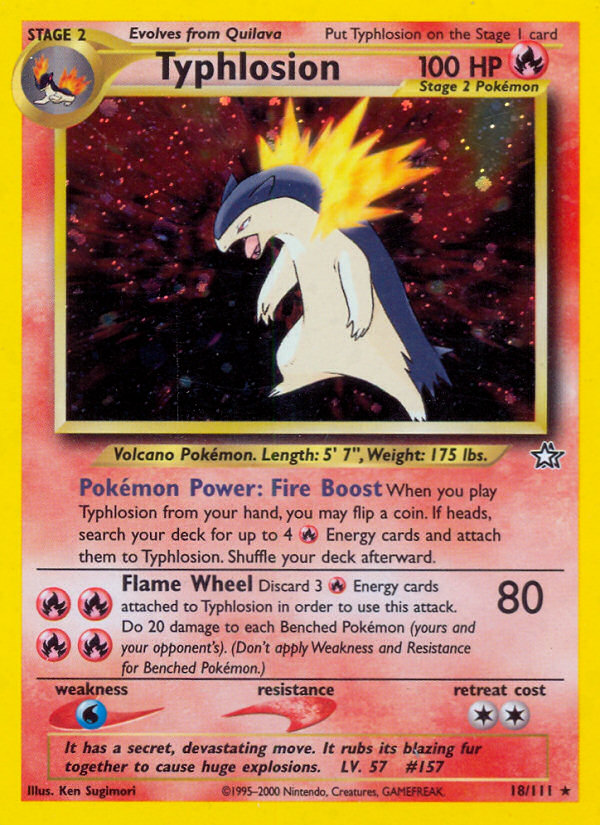 STAGE 2 Evolves from Quilava Put Typhlosion on the Stage 1 card
Typhlosion 100 HP
Stage 2 Pokémon
Volcano Pokémon. Length: 5' 7", Weight: 175 lbs.
Pokémon Power: Fire Boost When you play
Typhlosion from your hand, you may flip a coin. If heads,
search your deck for up to 4 Energy cards and attach
them to Typhlosion. Shuffle your deck afterward.
Flame Wheel Discard 3 Energy cards
attached to Typhlosion in order to use this attack. 80
Do 20 damage to each Benched Pokémon (yours and
your opponent's). (Don't apply Weakness and Resistance
for Benched Pokémon.)
weakness resistance retreat cost
It has a secret, devastating move. It rubs its blazing fur
together to cause huge explosions. LV. 57 #157
Illus. Ken Sugimori ©1995-2000 Nintendo, Creatures, GAMEFREAK. 18/111 ★